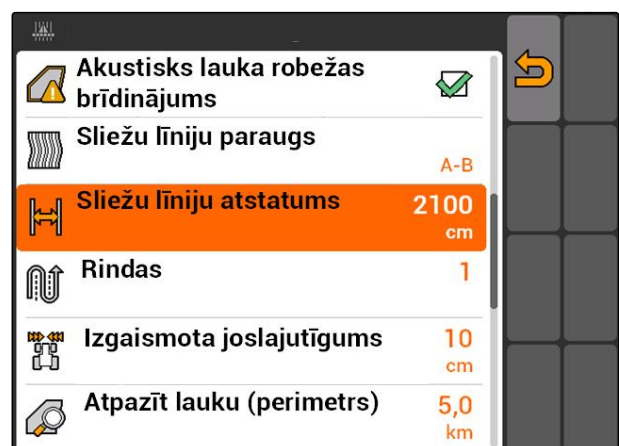 Akustisks lauka robežas
brīdinājums
Sliežu līniju paraugs
A-B
Sliežu līniju atstatums
2100
cm
Rindas
1
Izgaismota joslajutīgums
10
cm
Atpazīt lauku (perimetrs)
5,0
km